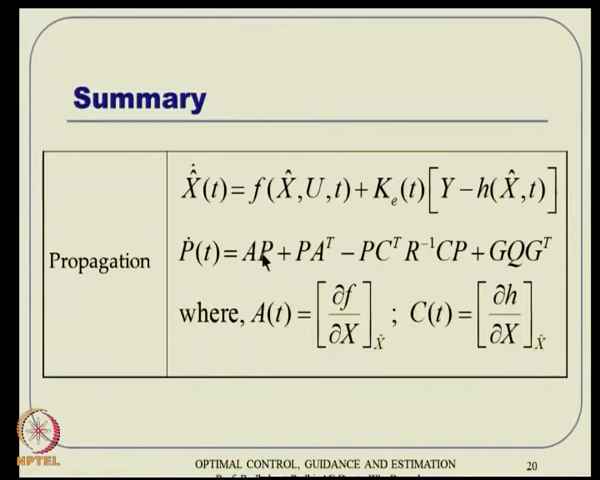 Summary
Propagation
$\dot{\hat{X}}(t) = f(\hat{X},U,t) + K_e(t)\left[Y - h(\hat{X},t)\right]$
$\dot{P}(t) = AP + PA^T - PC^T R^{-1} CP + GQG^T$
where, $A(t) = \left[\frac{\partial f}{\partial X}\right]_{\hat{X}}$ ; $C(t) = \left[\frac{\partial h}{\partial X}\right]_{\hat{X}}$
NPTEL
OPTIMAL CONTROL, GUIDANCE AND ESTIMATION
20